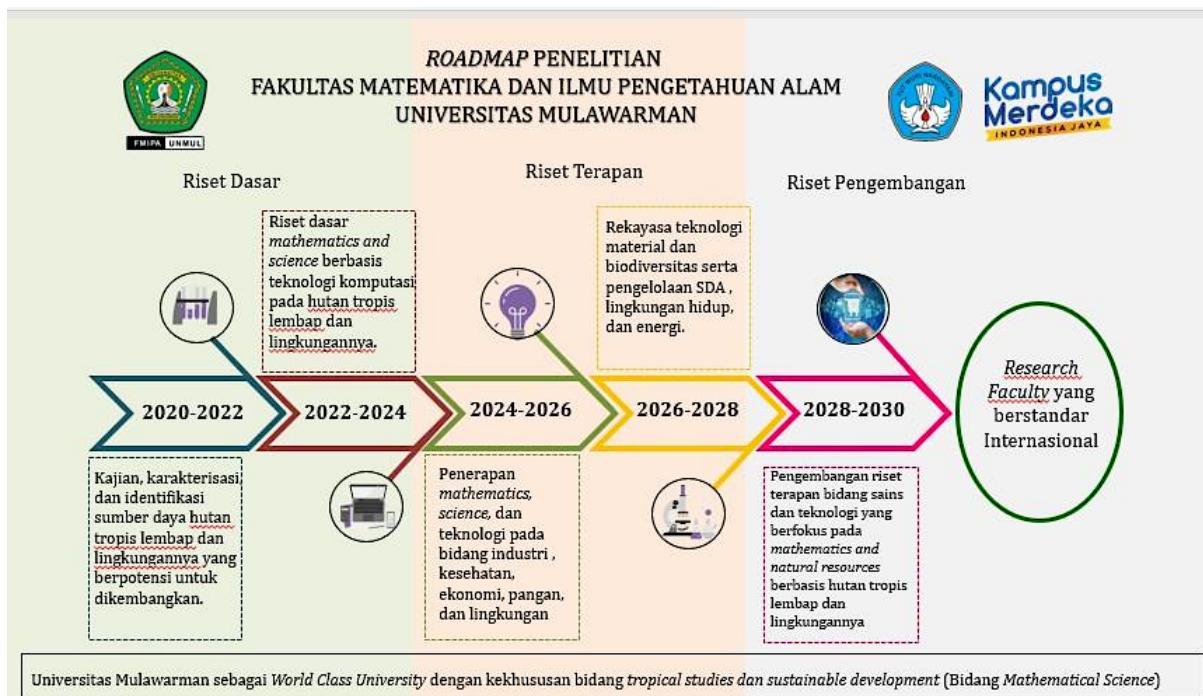 ROADMAP PENELITIAN
FAKULTAS MATEMATIKA DAN ILMU PENGETAHUAN ALAM
UNIVERSITAS MULAWARMAN
FMIPA UNMUL
Kampus
Merdeka
INDONESIA JAYA
Riset Dasar
Riset Terapan
Riset Pengembangan
Riset dasar
mathematics and
science berbasis
teknologi komputasi
pada hutan tropis
lembap dan
lingkungannya.
Rekayasa teknologi
material dan
biodiversitas serta
pengelolaan SDA ,
lingkungan hidup,
dan energi.
2020-2022
2022-2024
2024-2026
2026-2028
2028-2030
Research
Faculty yang
berstandar
Internasional
Kajian, karakterisasi
dan identifikasi
sumber daya hutan
tropis lembap dan
lingkungannya yang
berpotensi untuk
dikembangkan.
Penerapan
mathematics,
science, dan
teknologi pada
bidang industri ,
kesehatan,
ekonomi, pangan,
dan lingkungan
Pengembangan riset
terapan bidang sains
dan teknologi yang
berfokus pada
mathematics and
natural resources
berbasis hutan tropis
lembap dan
lingkungannya
Universitas Mulawarman sebagai World Class University dengan kekhususan bidang tropical studies dan sustainable development (Bidang Mathematical Science)